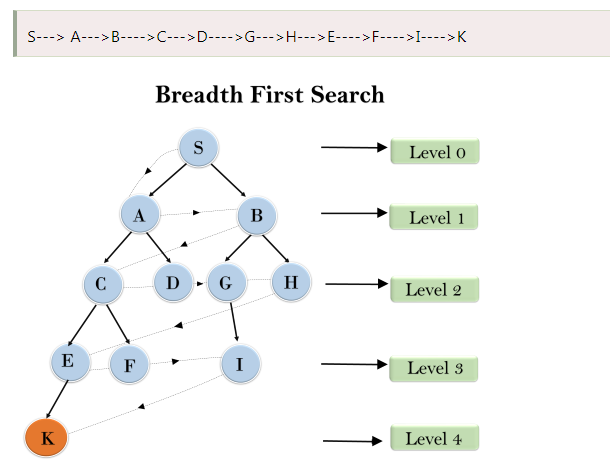 S---> A--->B---->C--->D---->G--->H--->E---->F---->I---->K
Breadth First Search
S
Level 0
A
B
Level 1
C
D
G
H
Level 2
E
F
I
Level 3
K
Level 4